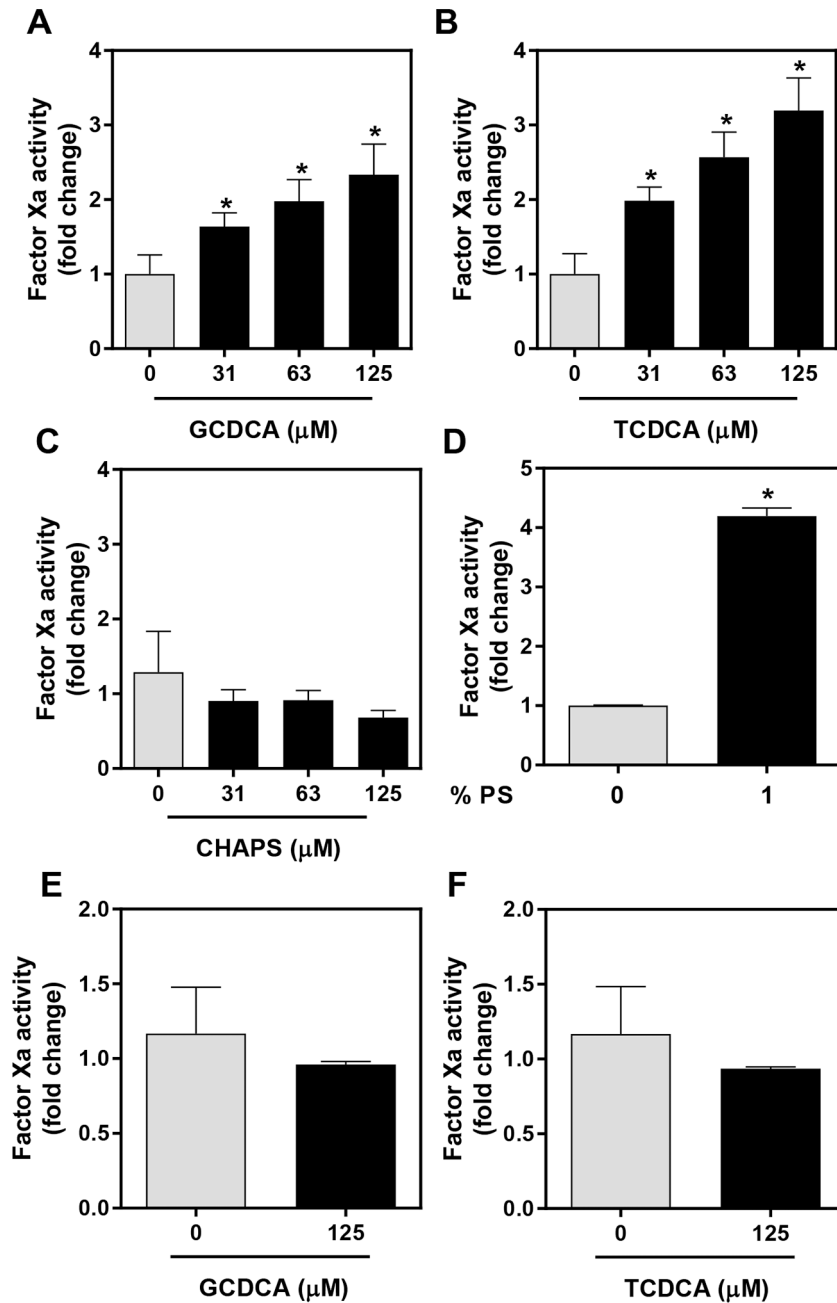 A
Factor Xa activity
(fold change)
4
3
2
1
0
*
*
*
0 31 63 125
GCDCA (μM)
B
Factor Xa activity
(fold change)
4
3
2
1
0
*
*
*
0 31 63 125
TCDCA (μM)
C
Factor Xa activity
(fold change)
4
3
2
1
0
0 31 63 125
CHAPS (μM)
D
Factor Xa activity
(fold change)
5
4
3
2
1
0
*
% PS 0 1
E
Factor Xa activity
(fold change)
2.0
1.5
1.0
0.5
0.0
0 125
GCDCA (μM)
F
Factor Xa activity
(fold change)
2.0
1.5
1.0
0.5
0.0
0 125
TCDCA (μM)